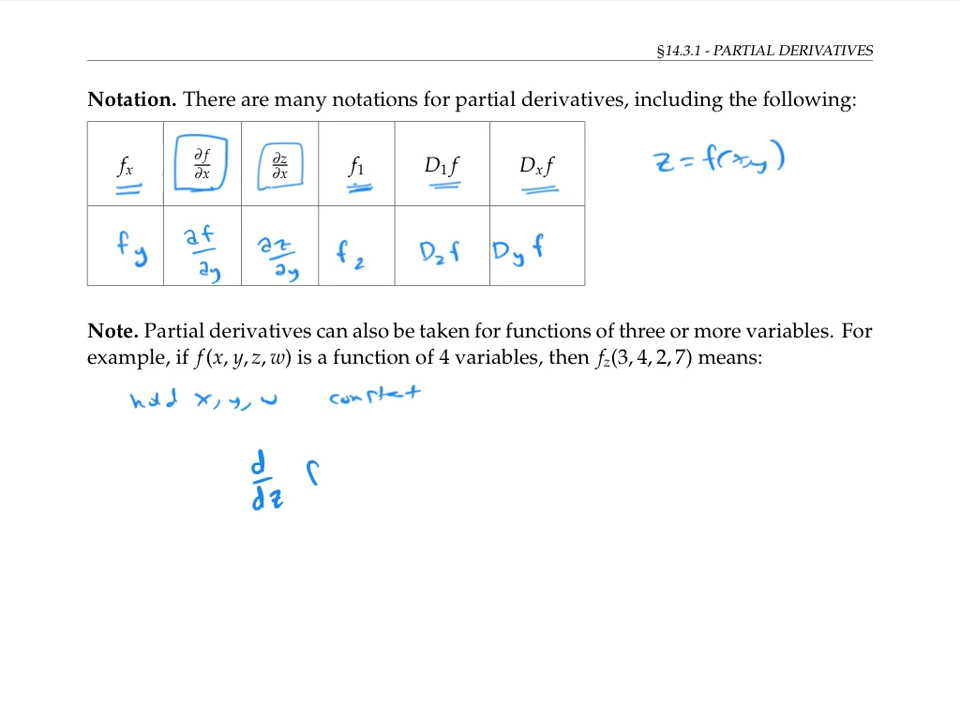 §14.3.1 - PARTIAL DERIVATIVES
Notation. There are many notations for partial derivatives, including the following:
fx ∂f/∂x ∂z/∂x f1 D1f Dxf z = f(x,y)
fy ∂f/∂y ∂z/∂y f2 D2f Dyf
Note. Partial derivatives can also be taken for functions of three or more variables. For
example, if f(x, y, z, w) is a function of 4 variables, then fz(3, 4, 2, 7) means:
hold x, y, w constant
d/dz